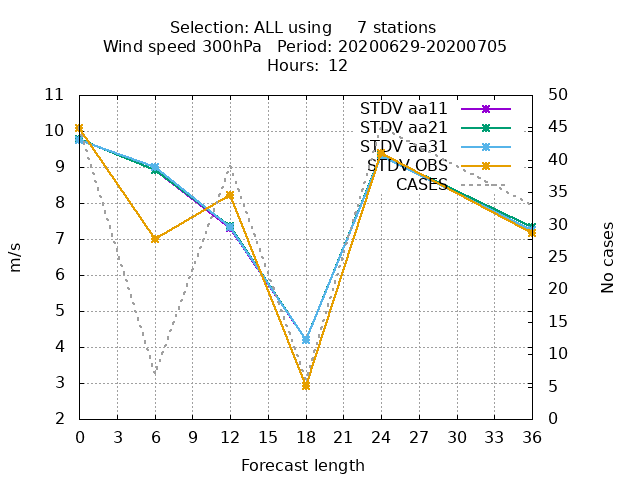 Selection: ALL using     7 stations
Wind speed 300hPa   Period: 20200629-20200705
Hours:  12
11
10
9
8
7
6
5
4
3
2
m/s
50
45
40
35
30
25
20
15
10
5
0
No cases
STDV aa11
STDV aa21
STDV aa31
STDV OBS
CASES
0 3 6 9 12 15 18 21 24 27 30 33 36
Forecast length